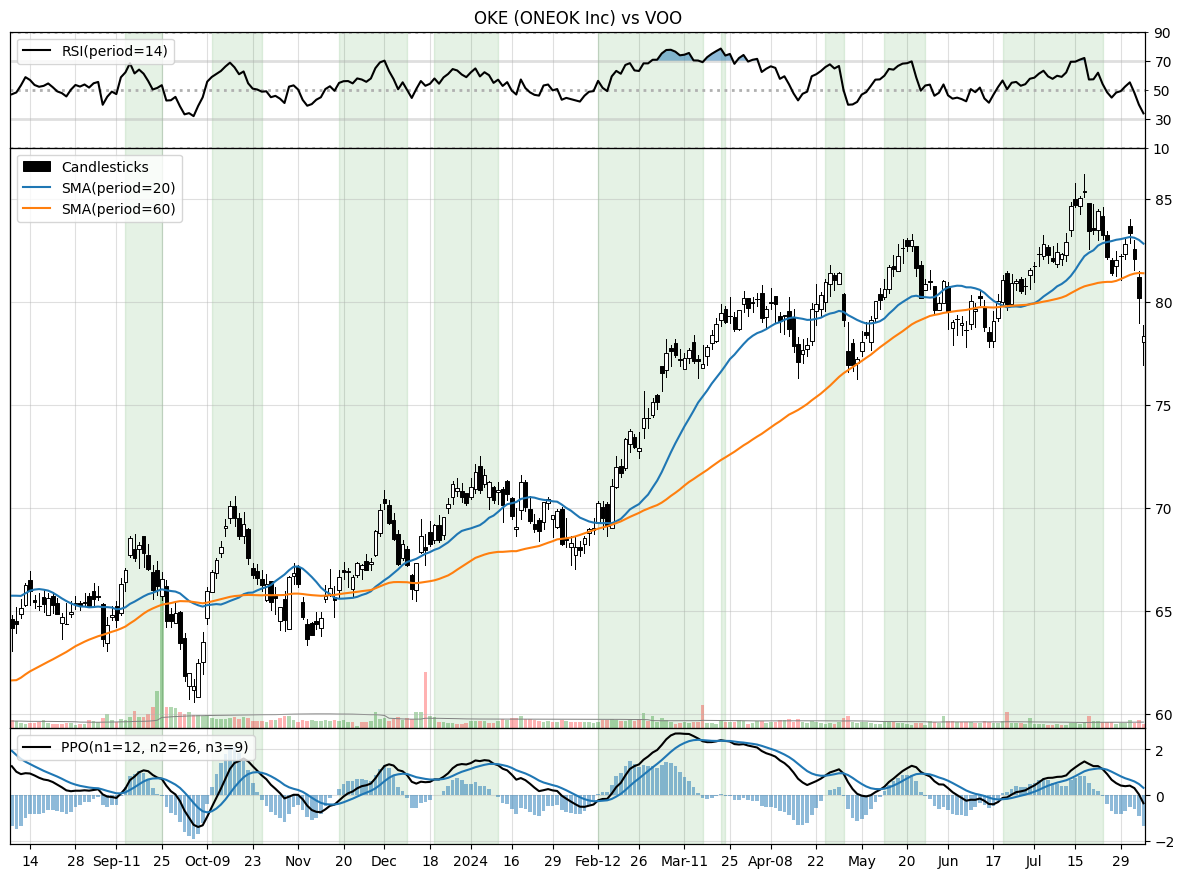 OKE (ONEOK Inc) vs VOO
RSI(period=14)
90
70
50
30
10
Candlesticks
SMA(period=20)
SMA(period=60)
85
80
75
70
65
60
PPO(n1=12, n2=26, n3=9)
2
0
−2
14 28 Sep-11 25 Oct-09 23 Nov 20 Dec 18 2024 16 29 Feb-12 26 Mar-11 25 Apr-08 22 May 20 Jun 17 Jul 15 29